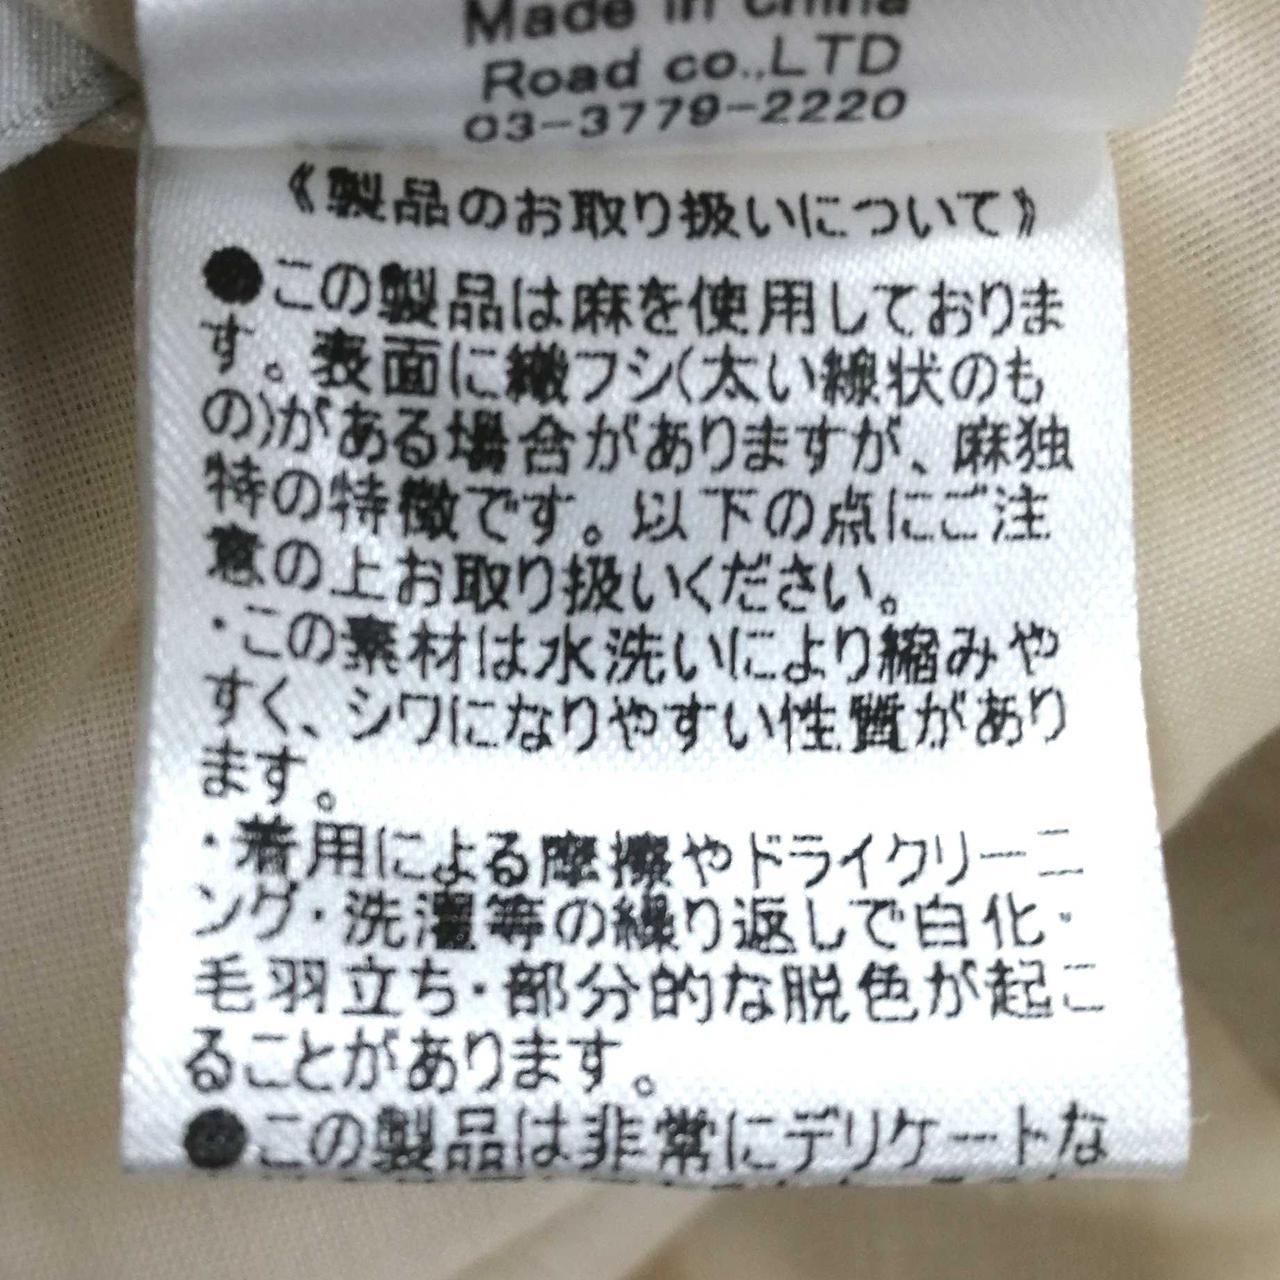 Made in China
Road co.,LTD
03-3779-2220
《製品のお取り扱いについて》
●この製品は麻を使用しておりま
す。表面に織フシ(太い線状のも
の)がある場合がありますが、麻独
特の特徴です。以下の点にご注
意の上お取り扱いください。
・この素材は水洗いにより縮みや
すく、シワになりやすい性質があり
ます。
・着用による摩擦やドライクリーニ
ング・洗濯等の繰り返しで白化・
毛羽立ち・部分的な脱色が起こ
ることがあります。
●この製品は非常にデリケートな